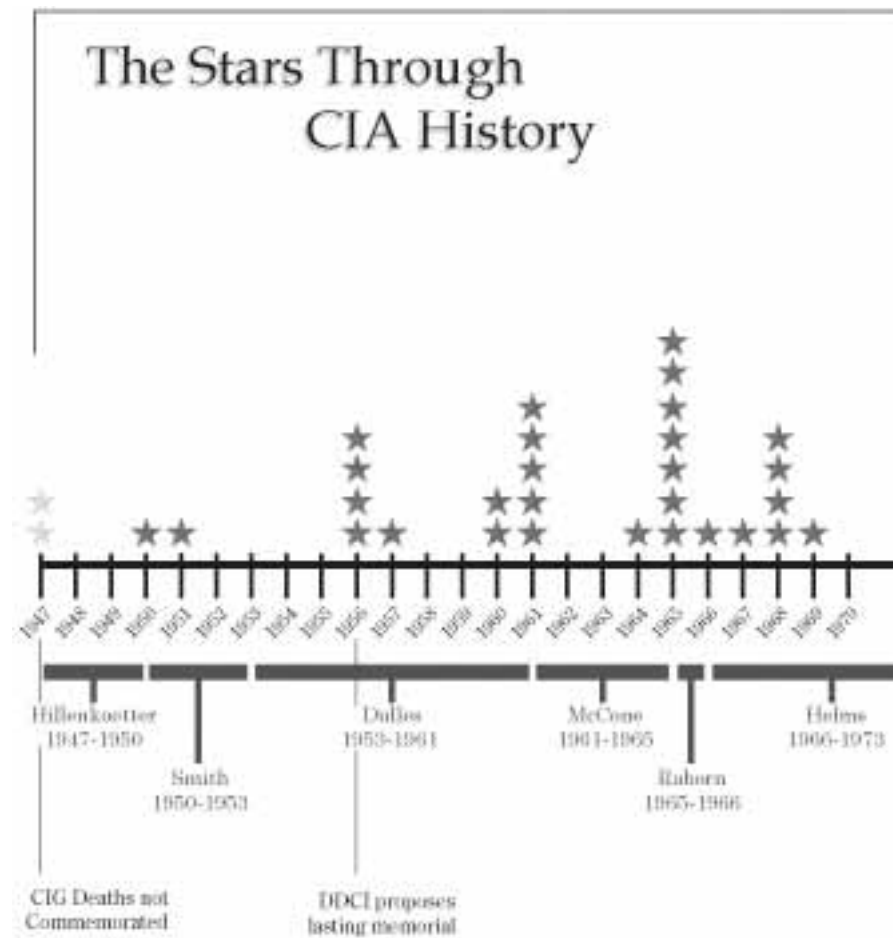 The Stars Through
CIA History
1947 1948 1949 1950 1951 1952 1953 1954 1955 1956 1957 1958 1959 1960 1961 1962 1963 1964 1965 1966 1967 1968 1969 1970
Hillenkoetter
1947-1950
Dulles
1953-1961
McCone
1961-1965
Helms
1966-1973
Smith
1950-1953
Raborn
1965-1966
CIG Deaths not
Commemorated
DDCI proposes
lasting memorial